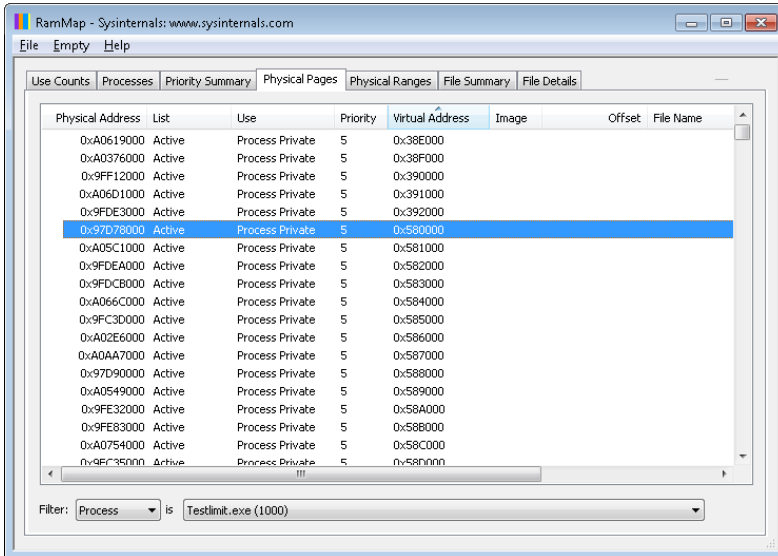 RamMap - Sysinternals: www.sysinternals.com
File Empty Help
Use Counts Processes Priority Summary Physical Pages Physical Ranges File Summary File Details
Physical Address List Use Priority Virtual Address Image Offset File Name
0xA0619000 Active Process Private 5 0x38E000
0xA0376000 Active Process Private 5 0x38F000
0x9FF12000 Active Process Private 5 0x390000
0xA06D1000 Active Process Private 5 0x391000
0x9FDE3000 Active Process Private 5 0x392000
0x97D78000 Active Process Private 5 0x580000
0xA05C1000 Active Process Private 5 0x581000
0x9FDEA000 Active Process Private 5 0x582000
0x9FDCB000 Active Process Private 5 0x583000
0xA066C000 Active Process Private 5 0x584000
0x9FC3D000 Active Process Private 5 0x585000
0xA02E6000 Active Process Private 5 0x586000
0xA0AA7000 Active Process Private 5 0x587000
0x97D90000 Active Process Private 5 0x588000
0xA0549000 Active Process Private 5 0x589000
0x9FE32000 Active Process Private 5 0x58A000
0x9FE83000 Active Process Private 5 0x58B000
0xA0754000 Active Process Private 5 0x58C000
0x9FC35000 Active Process Private 5 0x58D000
Filter: Process is Testlimit.exe (1000)